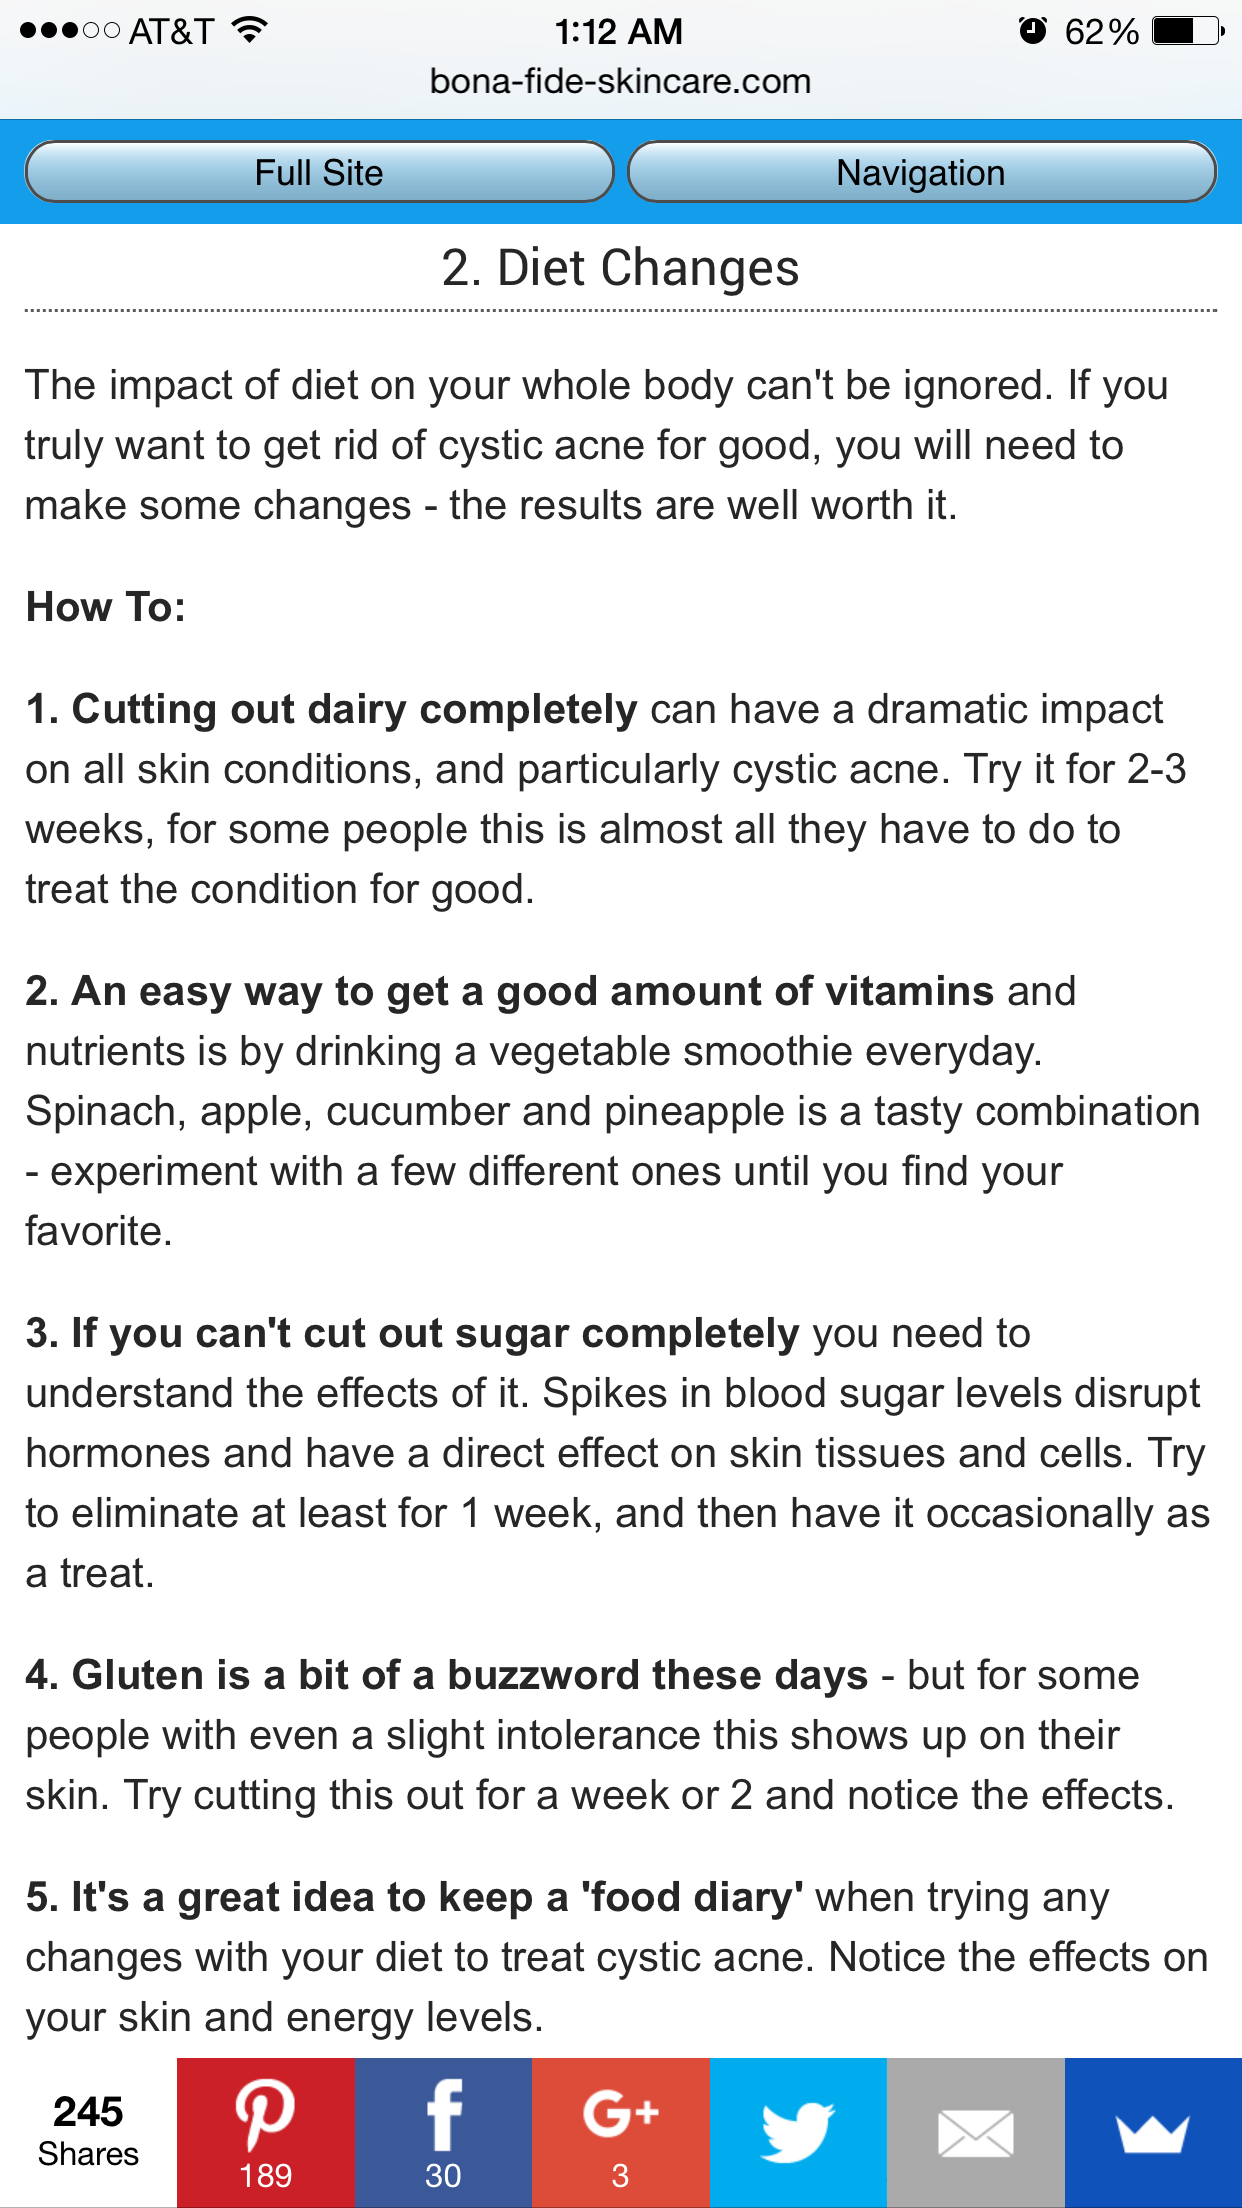 AT&T 1:12 AM 62%
bona-fide-skincare.com
Full Site Navigation
2. Diet Changes
The impact of diet on your whole body can't be ignored. If you
truly want to get rid of cystic acne for good, you will need to
make some changes - the results are well worth it.
How To:
1. Cutting out dairy completely can have a dramatic impact
on all skin conditions, and particularly cystic acne. Try it for 2-3
weeks, for some people this is almost all they have to do to
treat the condition for good.
2. An easy way to get a good amount of vitamins and
nutrients is by drinking a vegetable smoothie everyday.
Spinach, apple, cucumber and pineapple is a tasty combination
- experiment with a few different ones until you find your
favorite.
3. If you can't cut out sugar completely you need to
understand the effects of it. Spikes in blood sugar levels disrupt
hormones and have a direct effect on skin tissues and cells. Try
to eliminate at least for 1 week, and then have it occasionally as
a treat.
4. Gluten is a bit of a buzzword these days - but for some
people with even a slight intolerance this shows up on their
skin. Try cutting this out for a week or 2 and notice the effects.
5. It's a great idea to keep a 'food diary' when trying any
changes with your diet to treat cystic acne. Notice the effects on
your skin and energy levels.
245
Shares
G+
189 30 3